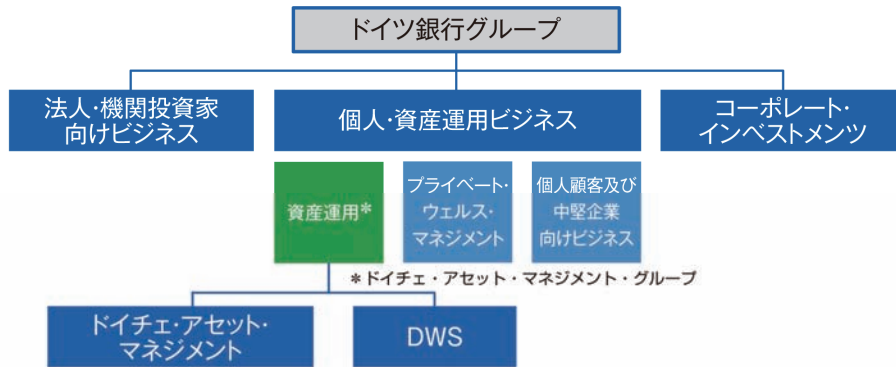 ドイツ銀行グループ
法人・機関投資家
向けビジネス
個人・資産運用ビジネス
コーポレート・
インベストメンツ
資産運用*
プライベート・
ウェルス・
マネジメント
個人顧客及び
中堅企業
向けビジネス
*ドイチェ・アセット・マネジメント・グループ
ドイチェ・アセット・
マネジメント
DWS